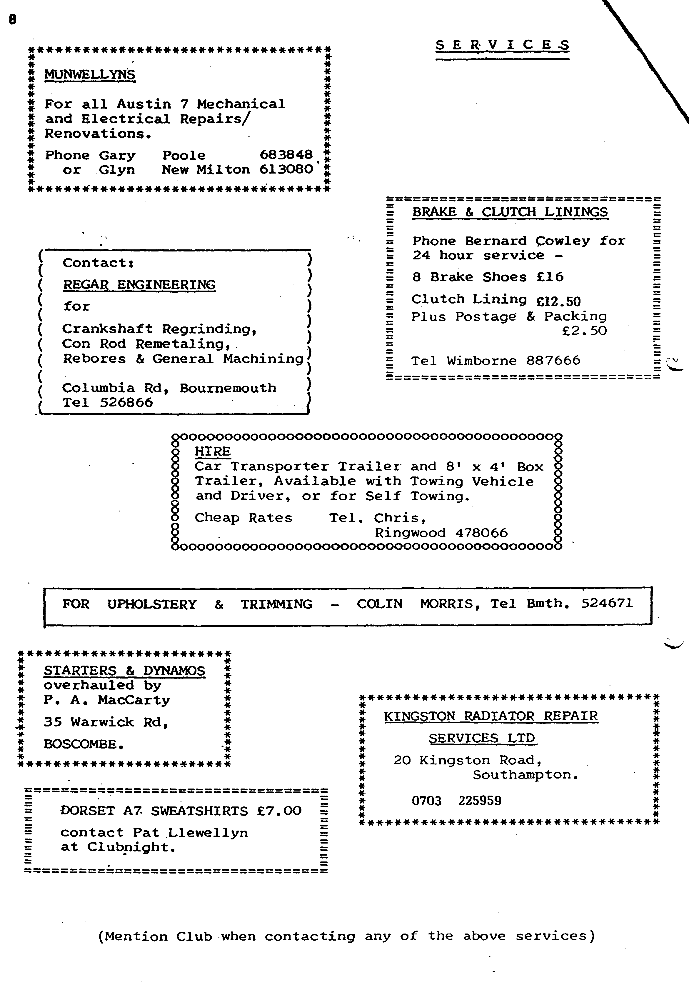 8
S E R V I C E S
MUNWELLYNS
For all Austin 7 Mechanical
and Electrical Repairs/
Renovations.
Phone Gary Poole 683848
or Glyn New Milton 613080
BRAKE & CLUTCH LININGS
Phone Bernard Cowley for
24 hour service -
8 Brake Shoes £16
Clutch Lining £12.50
Plus Postage & Packing
£2.50
Tel Wimborne 887666
Contact:
REGAR ENGINEERING
for
Crankshaft Regrinding,
Con Rod Remetaling,
Rebores & General Machining
Columbia Rd, Bournemouth
Tel 526866
HIRE
Car Transporter Trailer and 8' x 4' Box
Trailer, Available with Towing Vehicle
and Driver, or for Self Towing.
Cheap Rates Tel. Chris,
Ringwood 478066
FOR UPHOLSTERY & TRIMMING - COLIN MORRIS, Tel Bmth. 524671
STARTERS & DYNAMOS
overhauled by
P. A. MacCarty
35 Warwick Rd,
BOSCOMBE.
KINGSTON RADIATOR REPAIR
SERVICES LTD
20 Kingston Road,
Southampton.
0703 225959
DORSET A7 SWEATSHIRTS £7.00
contact Pat Llewellyn
at Clubnight.
(Mention Club when contacting any of the above services)